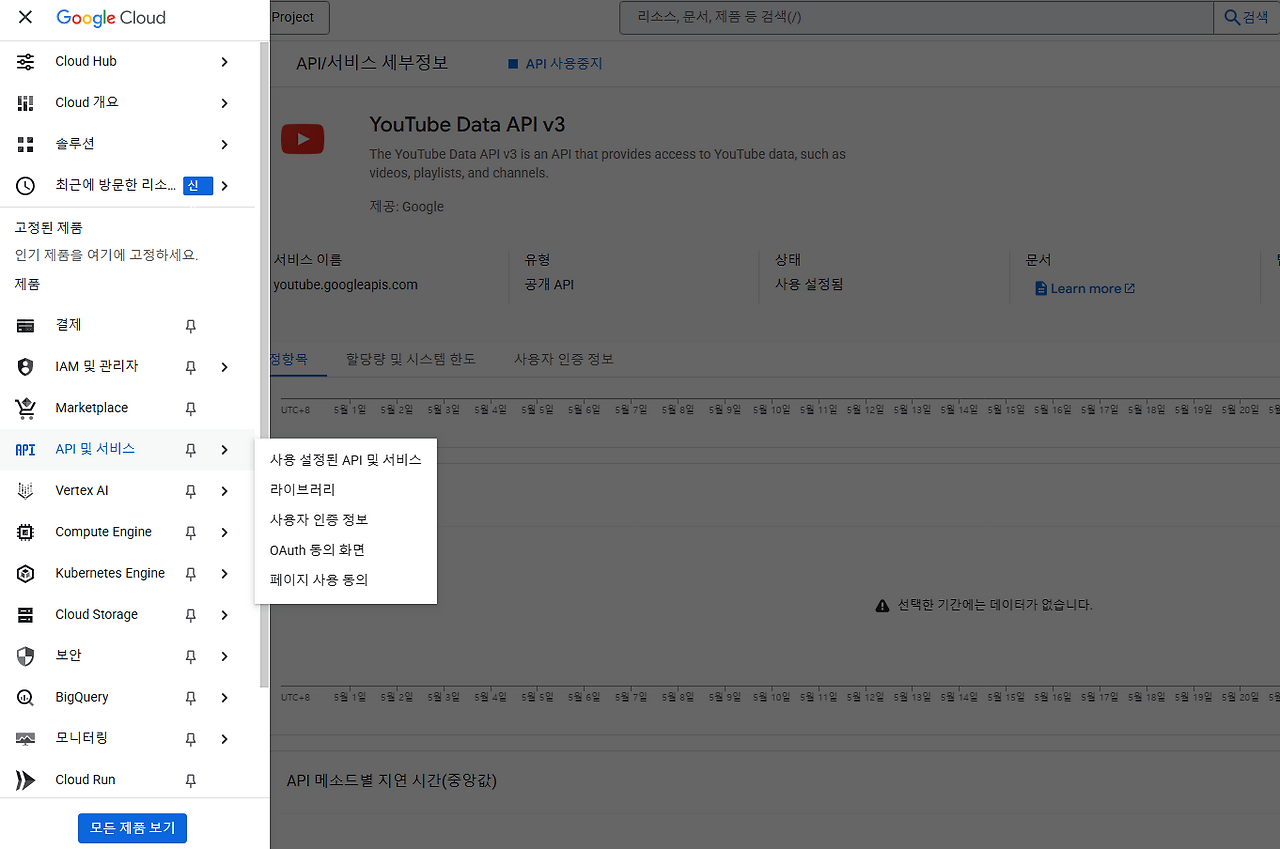 Google Cloud
Cloud Hub
Cloud 개요
솔루션
최근에 방문한 리소... 신
고정된 제품
인기 제품을 여기에 고정하세요.
제품
결제
IAM 및 관리자
Marketplace
API 및 서비스
Vertex AI
Compute Engine
Kubernetes Engine
Cloud Storage
보안
BigQuery
모니터링
Cloud Run
모든 제품 보기
사용 설정된 API 및 서비스
라이브러리
사용자 인증 정보
OAuth 동의 화면
페이지 사용 동의
Project
리소스, 문서, 제품 등 검색(/)
검색
API/서비스 세부정보
API 사용중지
YouTube Data API v3
The YouTube Data API v3 is an API that provides access to YouTube data, such as
videos, playlists, and channels.
제공: Google
서비스 이름
youtube.googleapis.com
유형
공개 API
상태
사용 설정됨
문서
Learn more
정항목 할당량 및 시스템 한도 사용자 인증 정보
UTC+8 5월 1일 5월 2일 5월 3일 5월 4일 5월 5일 5월 6일 5월 7일 5월 8일 5월 9일 5월 10일 5월 11일 5월 12일 5월 13일 5월 14일 5월 15일 5월 16일 5월 17일 5월 18일 5월 19일 5월 20일
선택한 기간에는 데이터가 없습니다.
UTC+8 5월 1일 5월 2일 5월 3일 5월 4일 5월 5일 5월 6일 5월 7일 5월 8일 5월 9일 5월 10일 5월 11일 5월 12일 5월 13일 5월 14일 5월 15일 5월 16일 5월 17일 5월 18일 5월 19일 5월 20일
API 메소드별 지연 시간(중앙값)